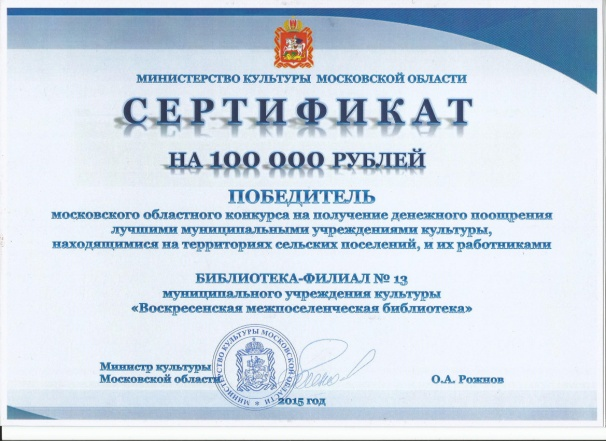 МИНИСТЕРСТВО КУЛЬТУРЫ МОСКОВСКОЙ ОБЛАСТИ
СЕРТИФИКАТ
НА 100 000 РУБЛЕЙ
ПОБЕДИТЕЛЬ
московского областного конкурса на получение денежного поощрения
лучшими муниципальными учреждениями культуры,
находящимися на территориях сельских поселений, и их работниками
БИБЛИОТЕКА-ФИЛИАЛ № 13
муниципального учреждения культуры
«Воскресенская межпоселенческая библиотека»
Министр культуры
Московской области
О.А. Рожнов
МИНИСТЕРСТВО КУЛЬТУРЫ МОСКОВСКОЙ ОБЛАСТИ
2015 год